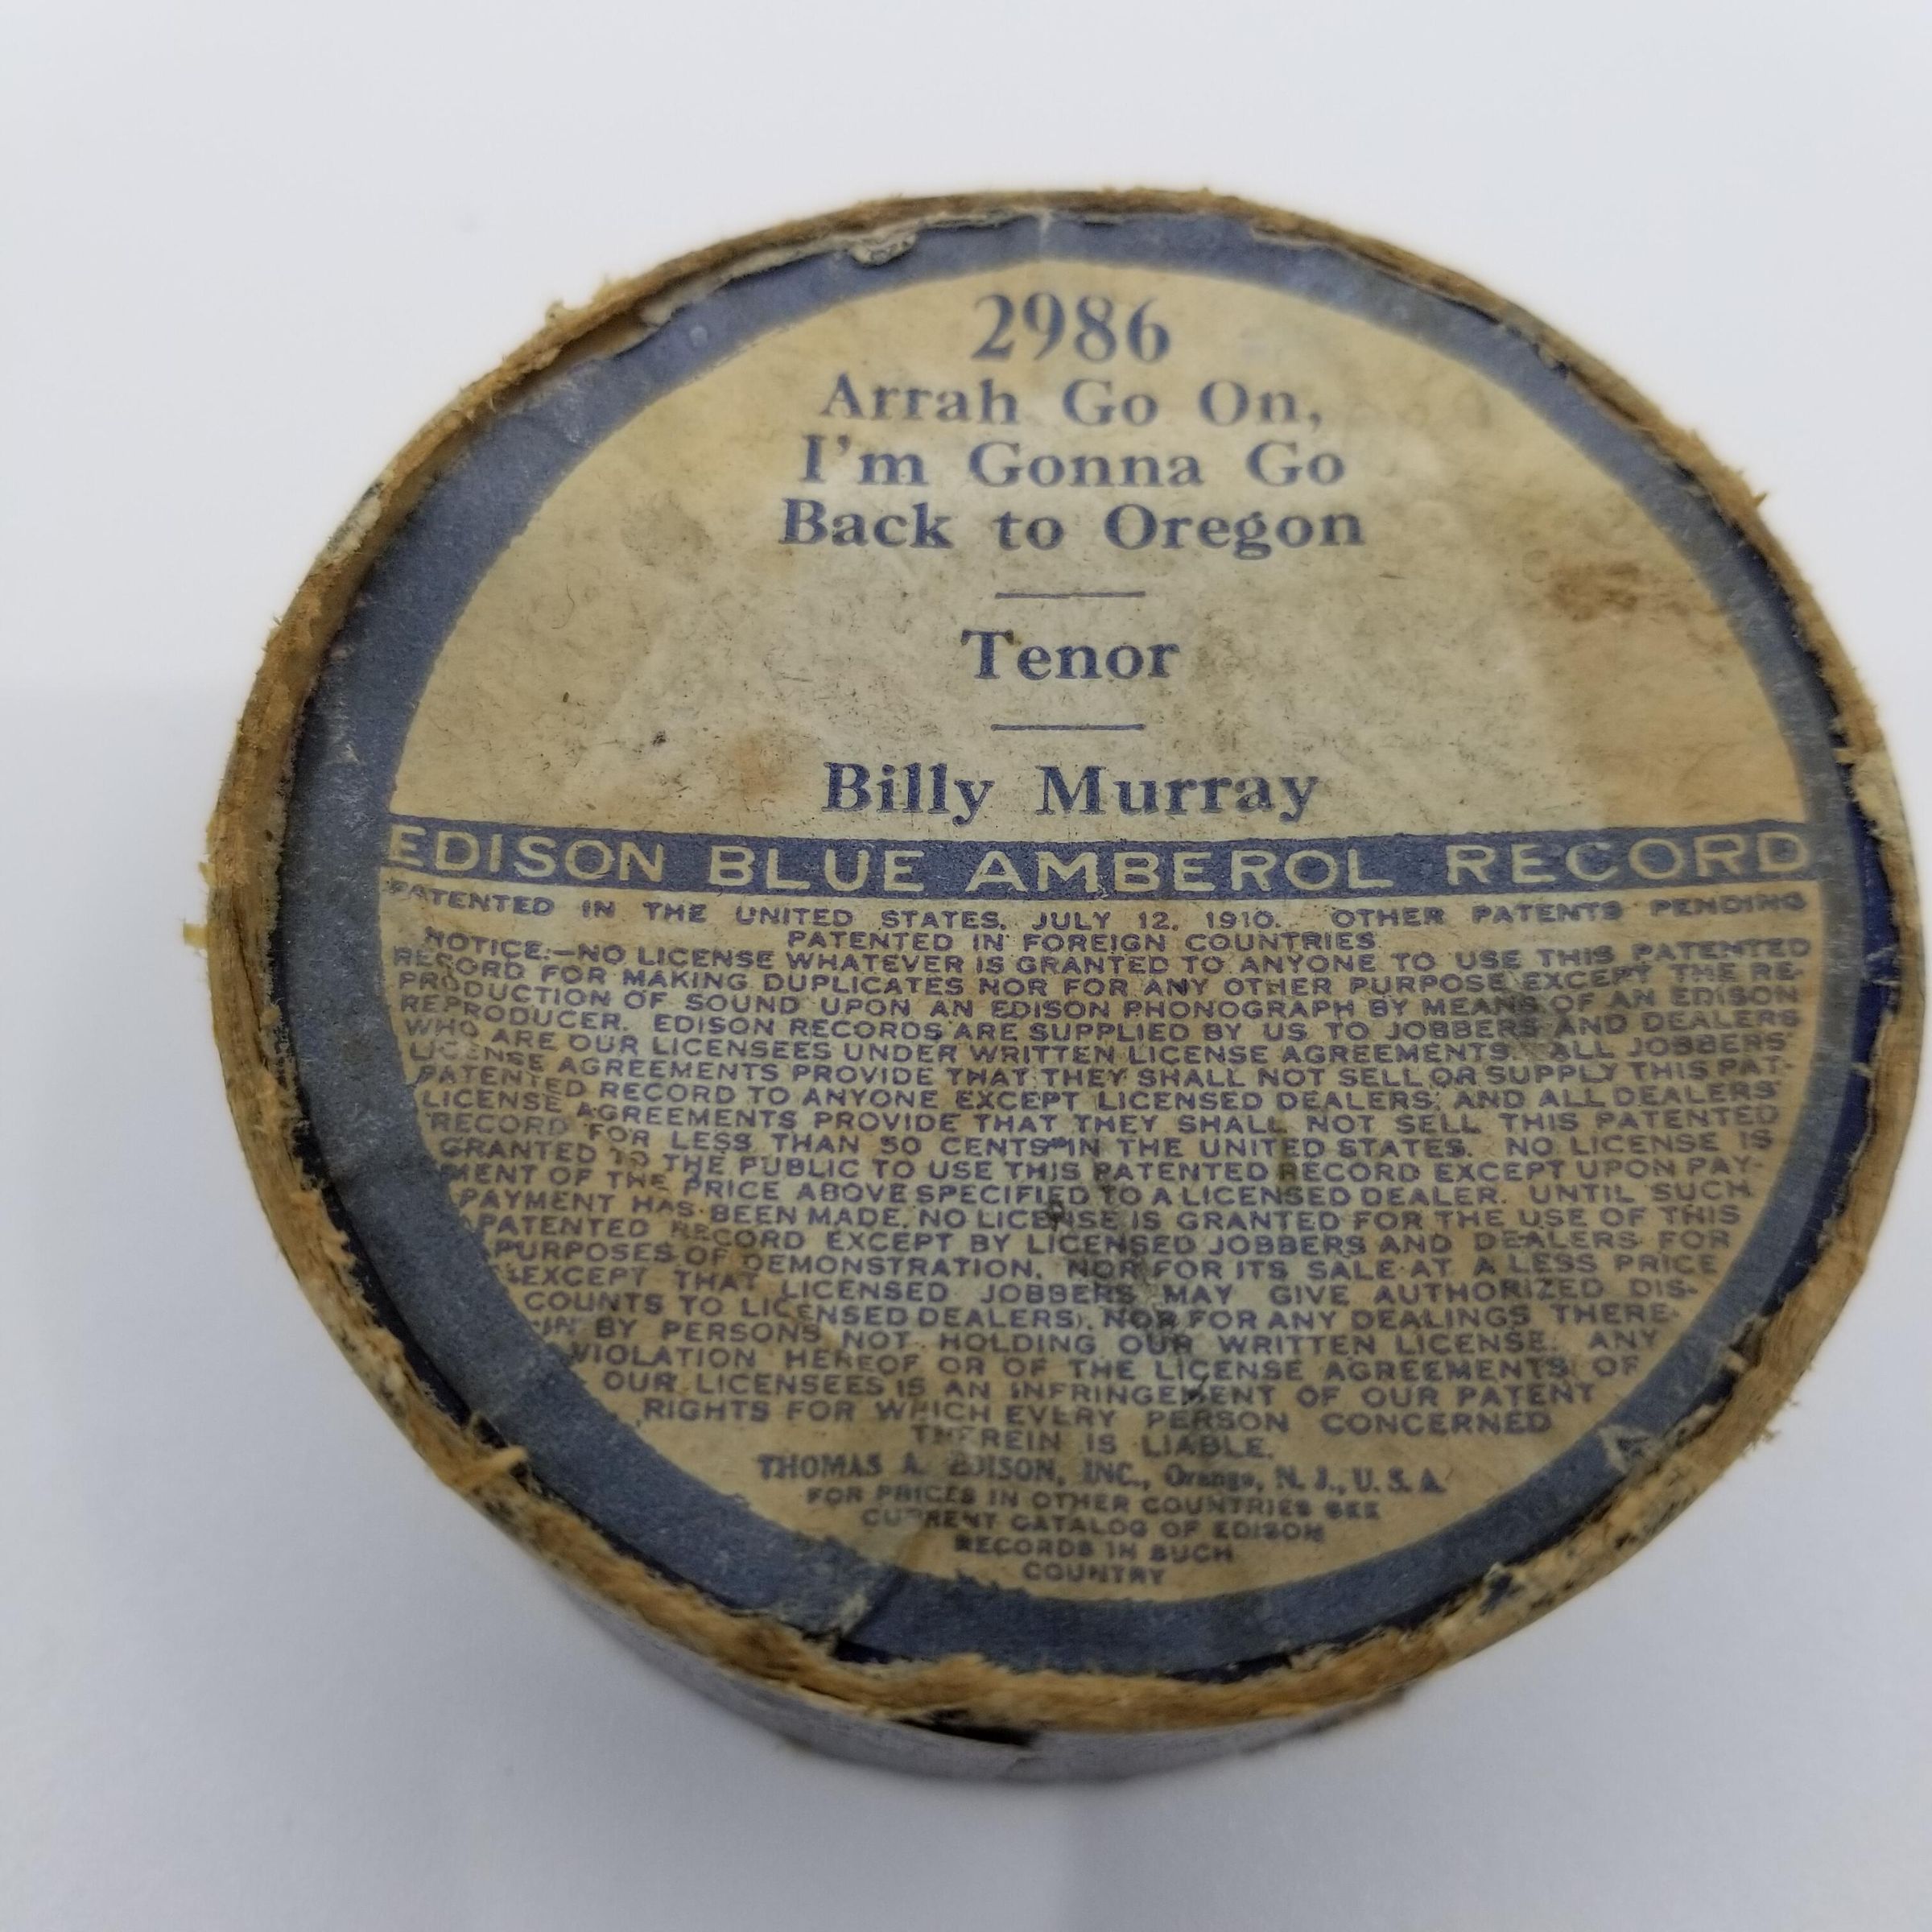 2986
Arrah Go On,
I'm Gonna Go
Back to Oregon
Tenor
Billy Murray
EDISON BLUE AMBEROL RECORD
PATENTED IN THE UNITED STATES, JULY 12, 1910. OTHER PATENTS PENDING
PATENTED IN FOREIGN COUNTRIES
NOTICE:—NO LICENSE WHATEVER IS GRANTED TO ANYONE TO USE THIS PATENTED
RECORD FOR MAKING DUPLICATES NOR FOR ANY OTHER PURPOSE EXCEPT THE RE-
PRODUCTION OF SOUND UPON AN EDISON PHONOGRAPH BY MEANS OF AN EDISON
REPRODUCER. EDISON RECORDS ARE SUPPLIED BY US TO JOBBERS AND DEALERS
WHO ARE OUR LICENSEES UNDER WRITTEN LICENSE AGREEMENTS. ALL JOBBERS'
LICENSE AGREEMENTS PROVIDE THAT THEY SHALL NOT SELL OR SUPPLY THIS PAT-
PATENTED RECORD TO ANYONE EXCEPT LICENSED DEALERS; AND ALL DEALERS'
LICENSE AGREEMENTS PROVIDE THAT THEY SHALL NOT SELL THIS PATENTED
RECORD FOR LESS THAN 50 CENTS IN THE UNITED STATES. NO LICENSE IS
GRANTED TO THE PUBLIC TO USE THIS PATENTED RECORD EXCEPT UPON PAY-
MENT OF THE PRICE ABOVE SPECIFIED TO A LICENSED DEALER. UNTIL SUCH
PAYMENT HAS BEEN MADE, NO LICENSE IS GRANTED FOR THE USE OF THIS
PATENTED RECORD EXCEPT BY LICENSED JOBBERS AND DEALERS FOR
PURPOSES OF DEMONSTRATION, NOR FOR ITS SALE AT A LESS PRICE
(EXCEPT THAT LICENSED JOBBERS MAY GIVE AUTHORIZED DIS-
COUNTS TO LICENSED DEALERS), NOR FOR ANY DEALINGS THERE-
IN BY PERSONS NOT HOLDING OUR WRITTEN LICENSE. ANY
VIOLATION HEREOF OR OF THE LICENSE AGREEMENTS OF
OUR LICENSEES IS AN INFRINGEMENT OF OUR PATENT
RIGHTS FOR WHICH EVERY PERSON CONCERNED
THEREIN IS LIABLE.
THOMAS A. EDISON, INC., Orange, N. J., U. S. A.
FOR PRICES IN OTHER COUNTRIES SEE
CURRENT CATALOG OF EDISON
RECORDS IN SUCH
COUNTRY